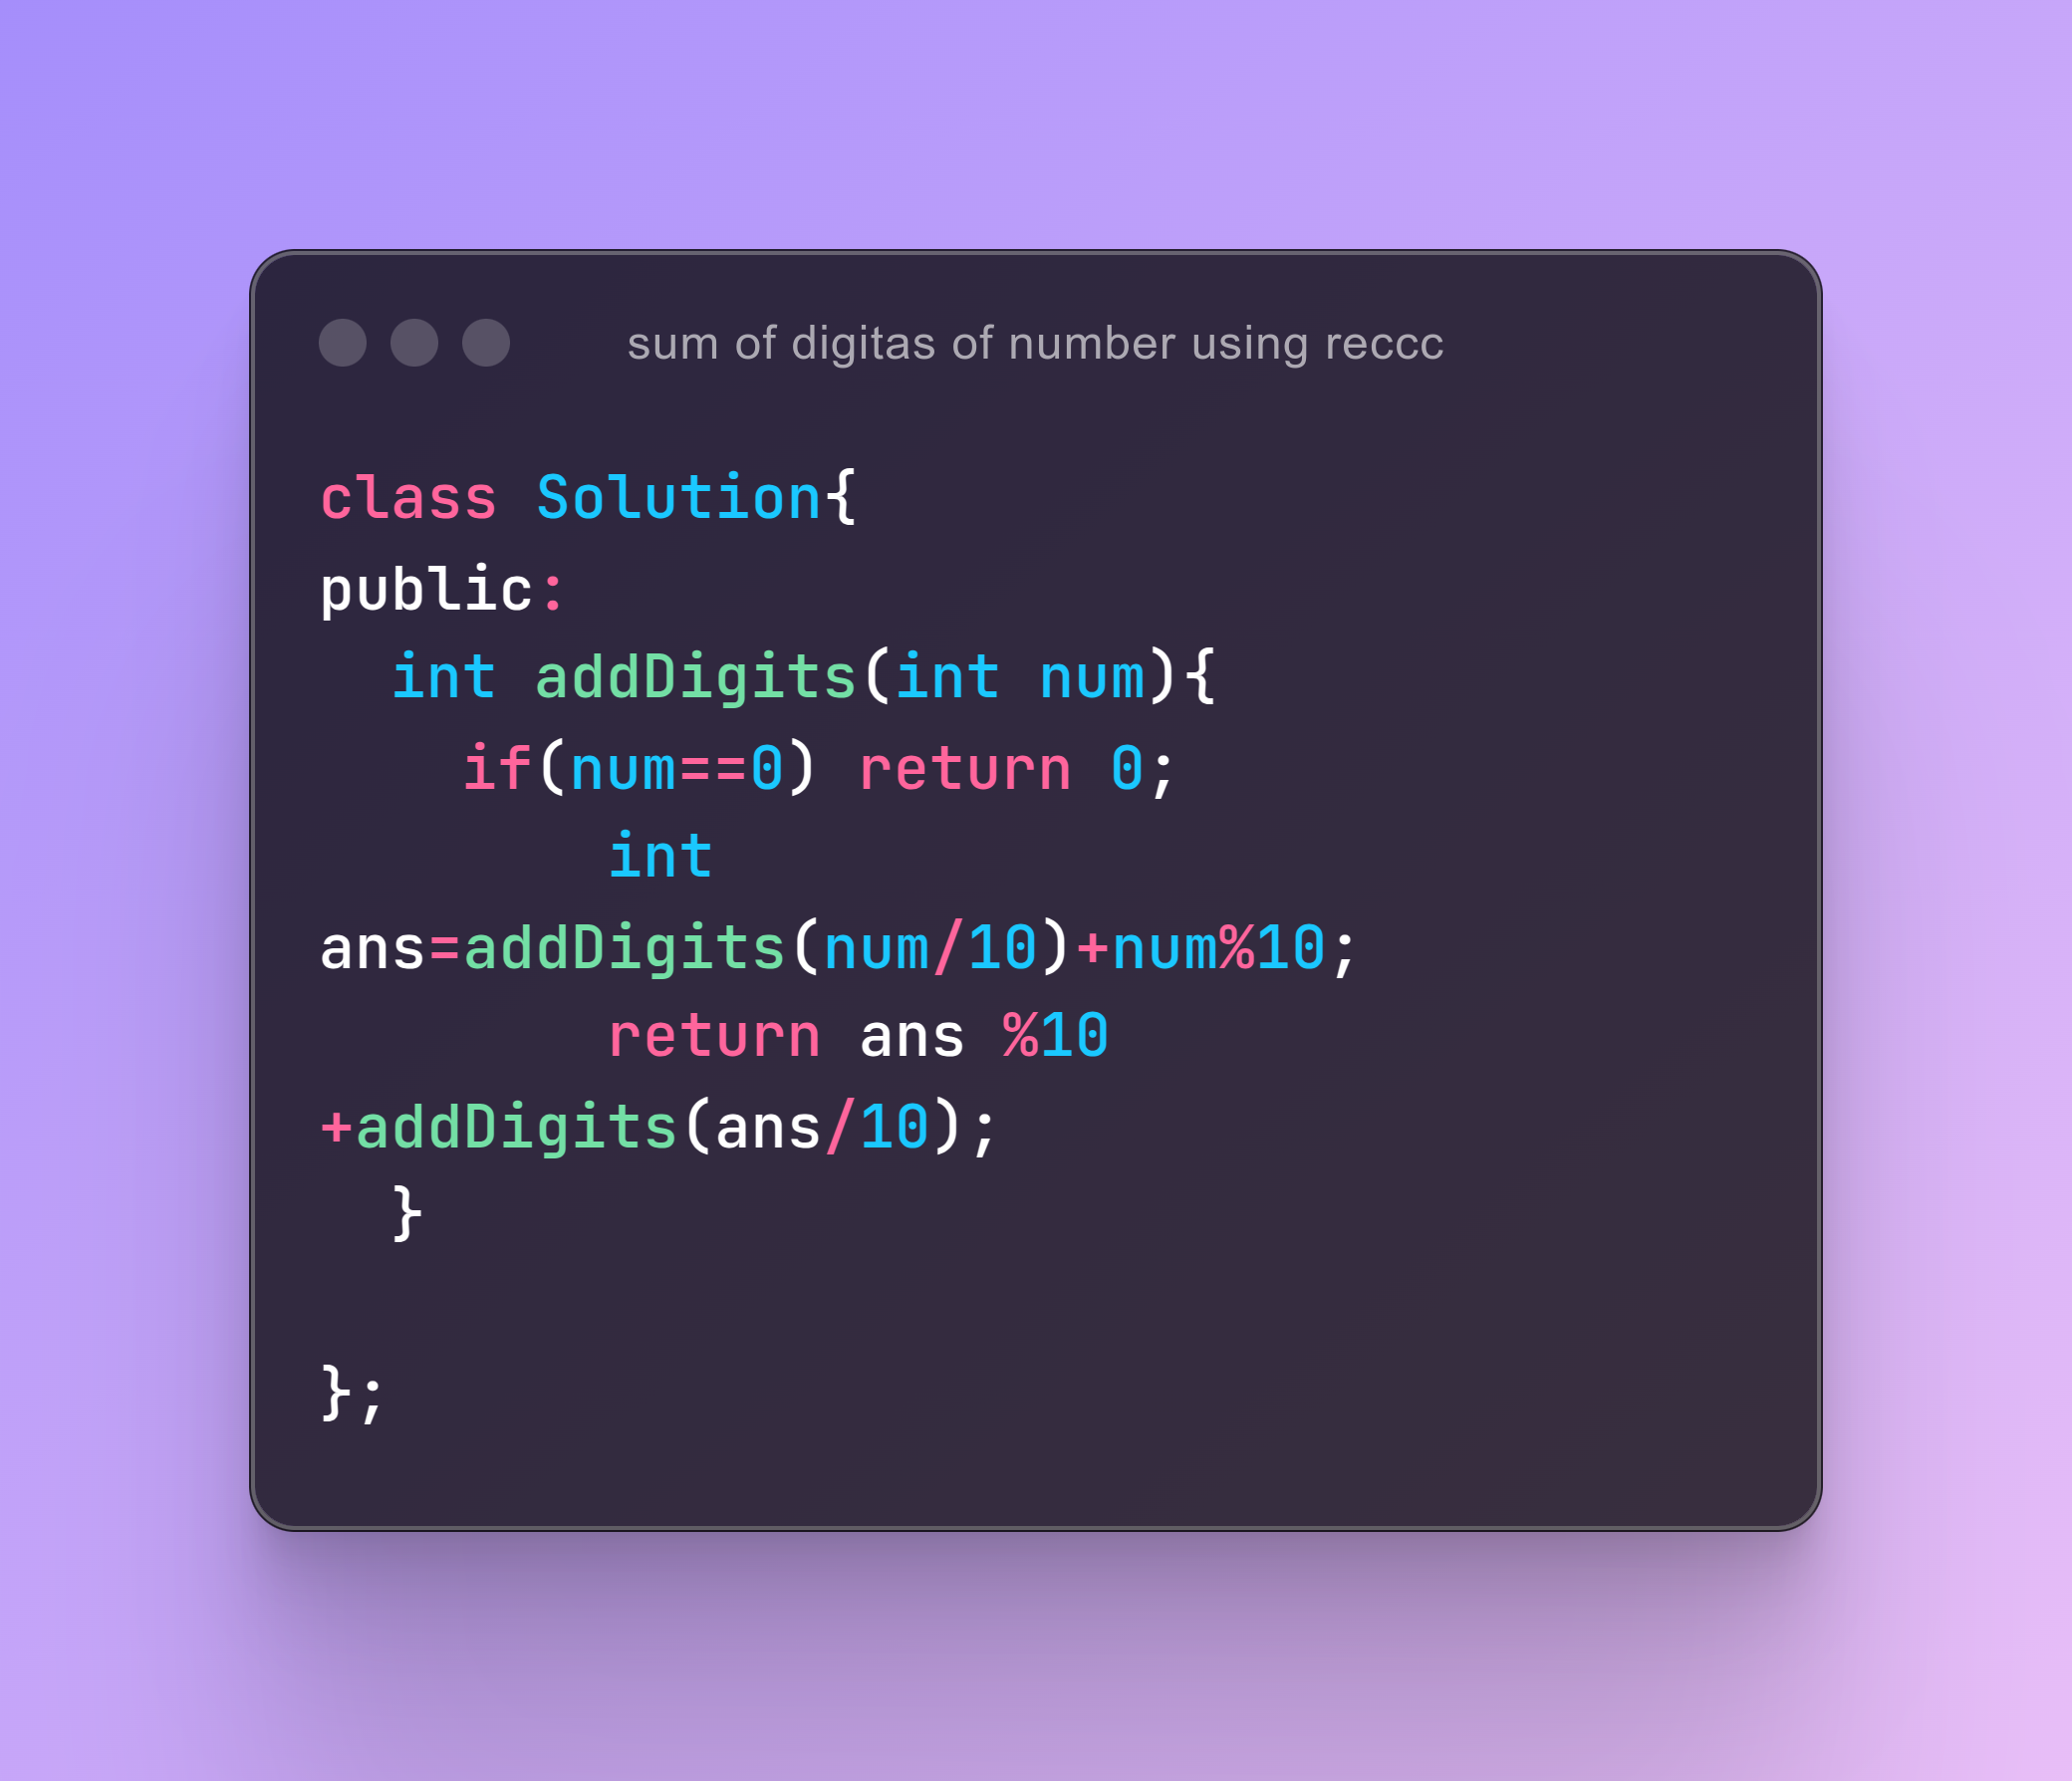 sum of digitas of number using reccc
class Solution{
public:
  int addDigits(int num){
    if(num==0) return 0;
        int
ans=addDigits(num/10)+num%10;
        return ans %10
+addDigits(ans/10);
  }
};